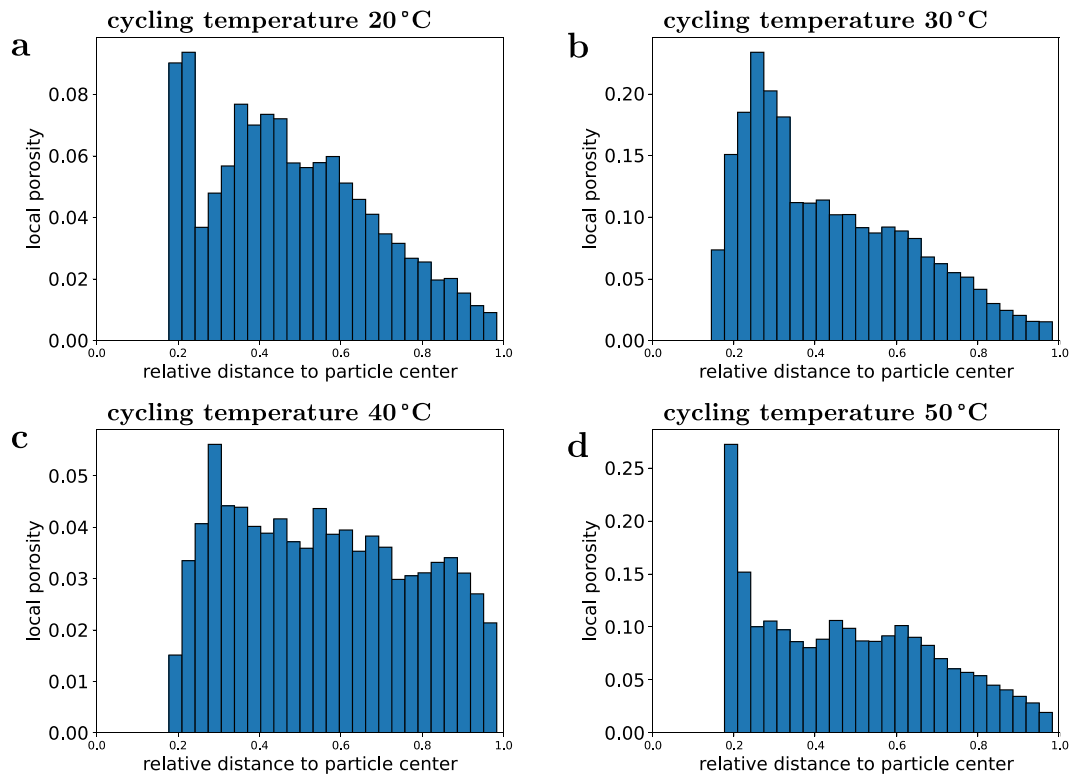 cycling temperature 20 °C
a
0.08
0.06
0.04
0.02
0.00
local porosity
0.0 0.2 0.4 0.6 0.8 1.0
relative distance to particle center
cycling temperature 30 °C
b
0.20
0.15
0.10
0.05
0.00
local porosity
0.0 0.2 0.4 0.6 0.8 1.0
relative distance to particle center
cycling temperature 40 °C
c
0.05
0.04
0.03
0.02
0.01
0.00
local porosity
0.0 0.2 0.4 0.6 0.8 1.0
relative distance to particle center
cycling temperature 50 °C
d
0.25
0.20
0.15
0.10
0.05
0.00
local porosity
0.0 0.2 0.4 0.6 0.8 1.0
relative distance to particle center